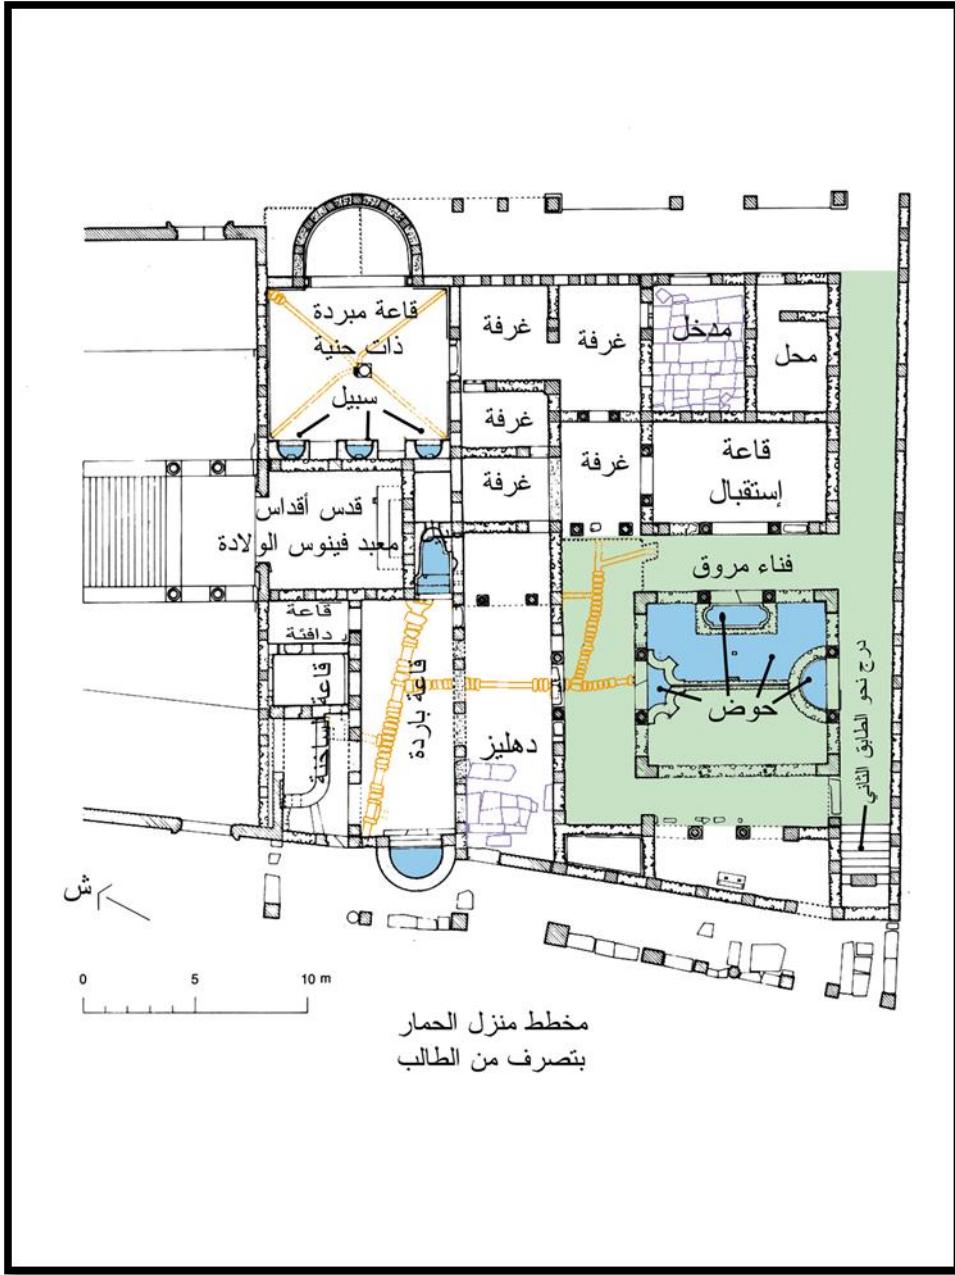 قاعة مبردة
ذات حنية
سبيل
غرفة
غرفة
مدخل
محل
غرفة
غرفة
غرفة
قاعة
إستقبال
قدس أقداس
معبد فينوس الولادة
فناء مروق
قاعة
دافئة
قاعة
الساخنة
قاعة باردة
دهليز
حوض
درج نحو الطابق الثاني
ش
0 5 10 m
مخطط منزل الحمار
بتصرف من الطالب